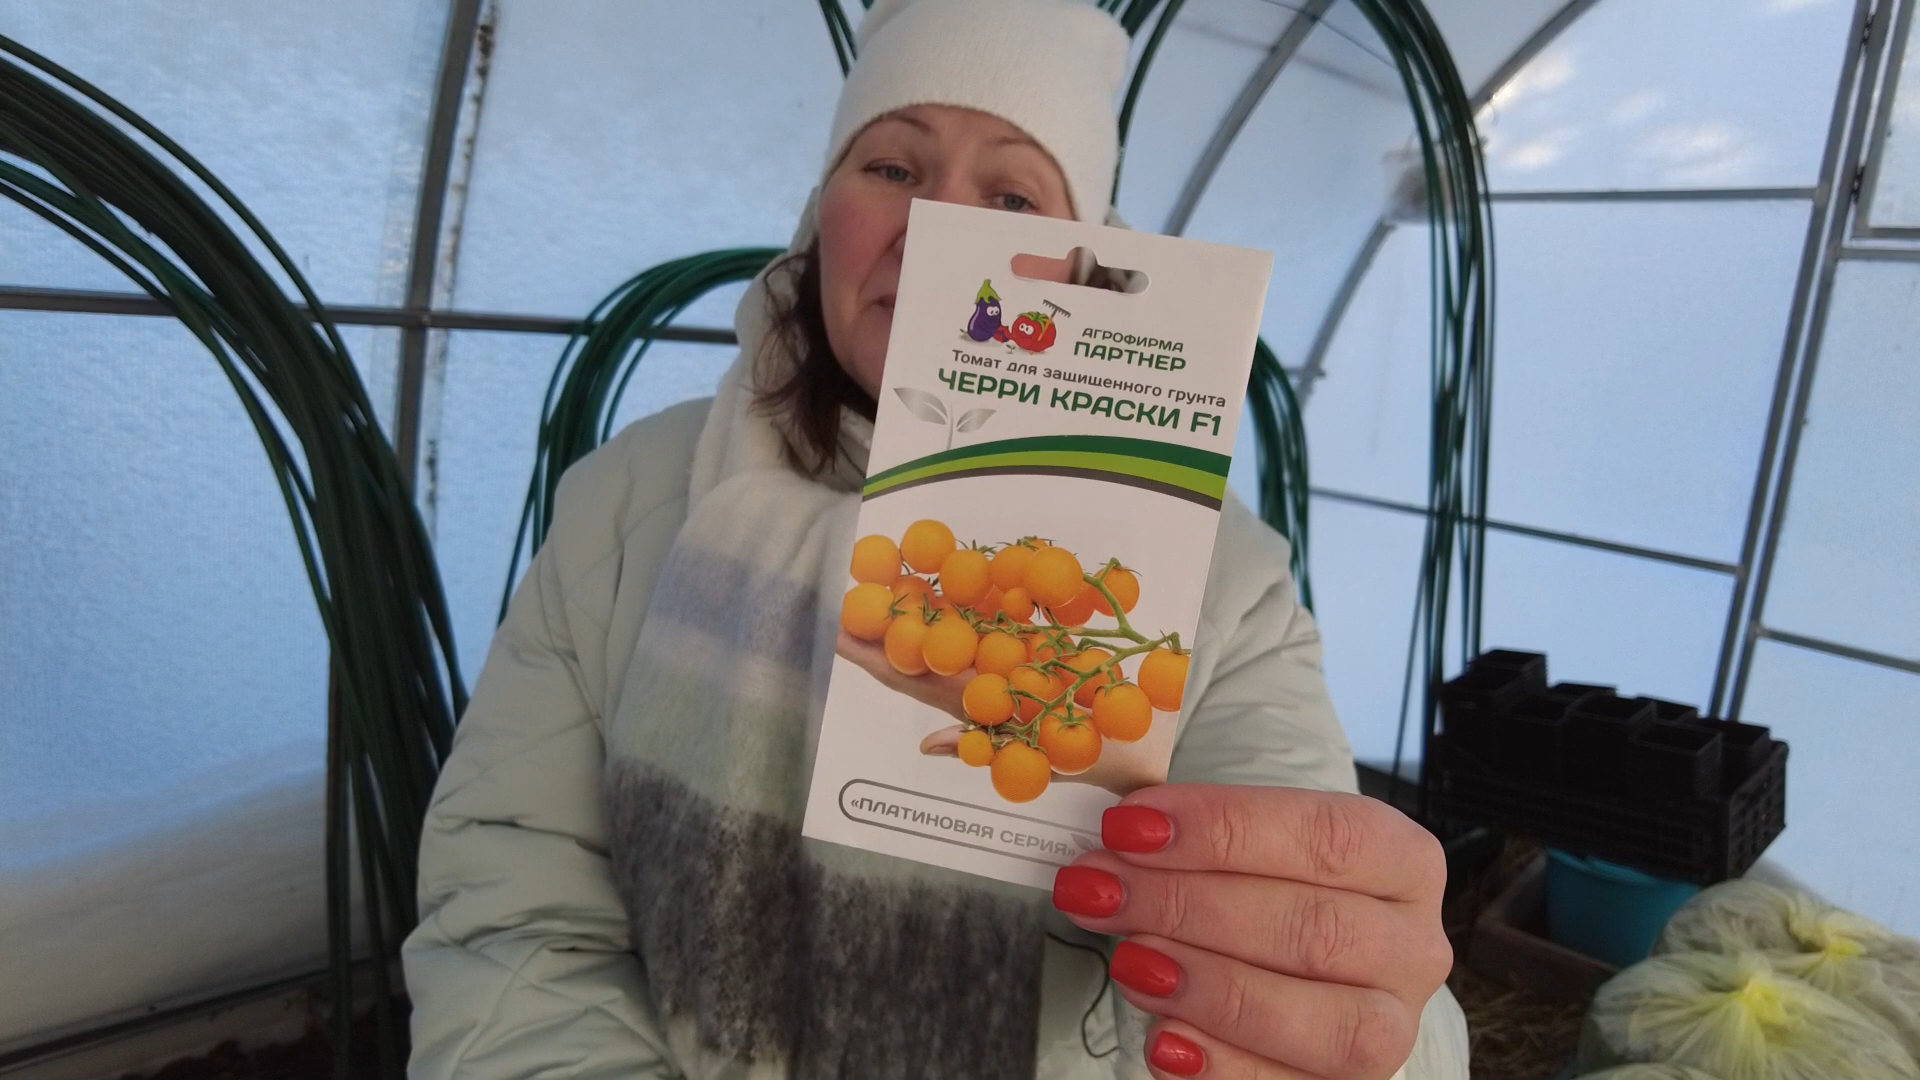 АГРОФИРМА
ПАРТНЕР
Томат для защищенного грунта
ЧЕРРИ КРАСКИ F1
«ПЛАТИНОВАЯ СЕРИЯ»